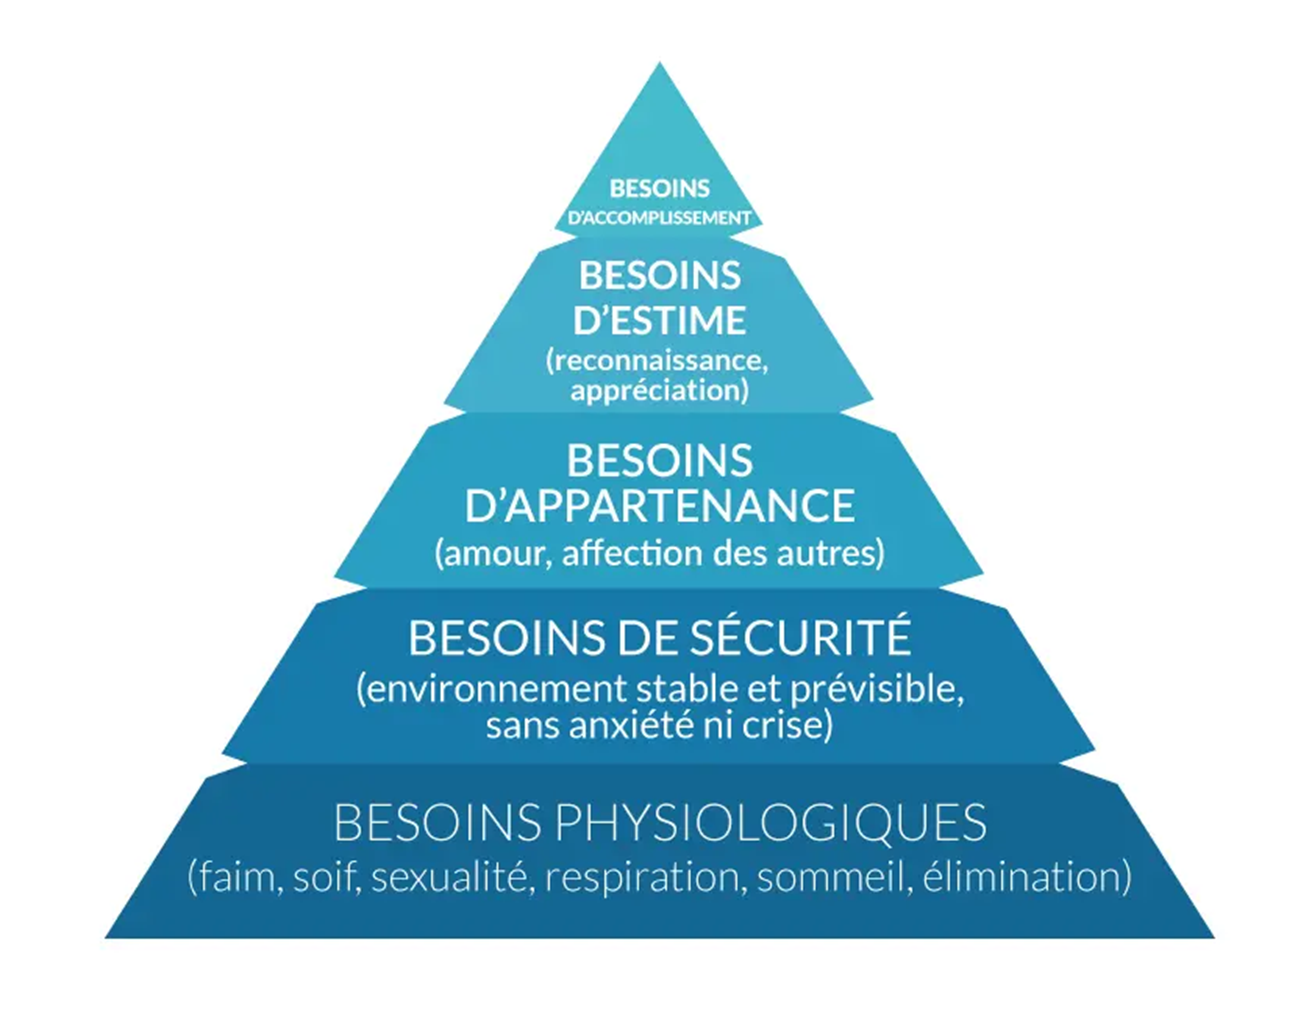 BESOINS
D’ACCOMPLISSEMENT
BESOINS
D’ESTIME
(reconnaissance,
appréciation)
BESOINS
D’APPARTENANCE
(amour, affection des autres)
BESOINS DE SÉCURITÉ
(environnement stable et prévisible,
sans anxiété ni crise)
BESOINS PHYSIOLOGIQUES
(faim, soif, sexualité, respiration, sommeil, élimination)